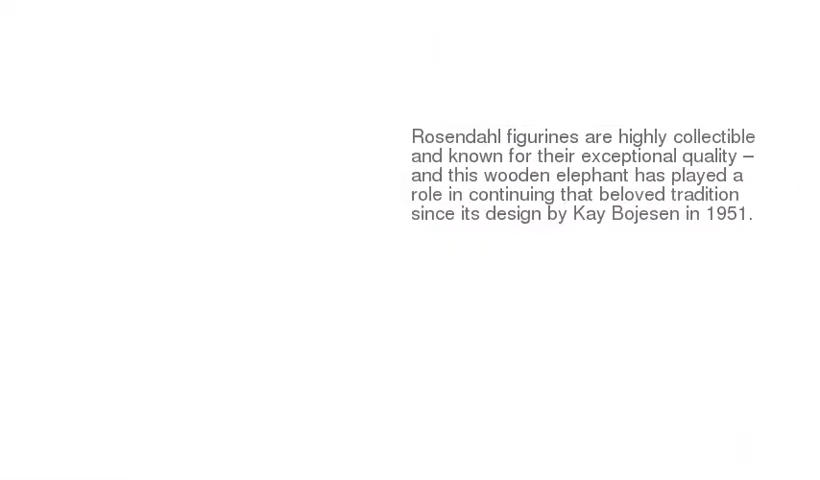 Rosendahl figurines are highly collectible
and known for their exceptional quality –
and this wooden elephant has played a
role in continuing that beloved tradition
since its design by Kay Bojesen in 1951.